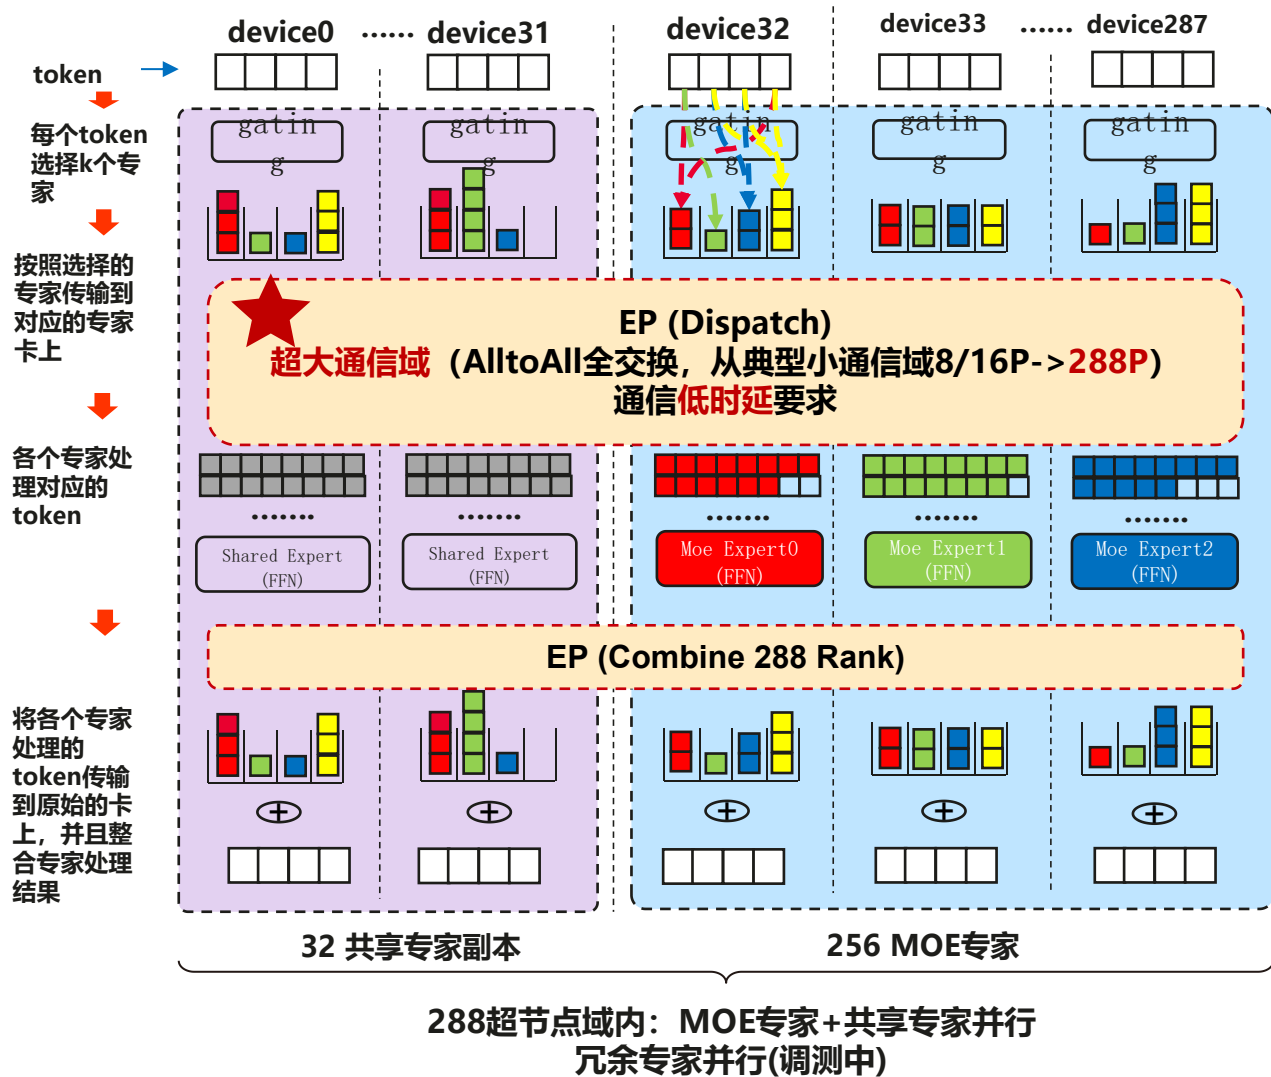 device0 …… device31 device32 device33 …… device287
token
每个token
选择k个专
家
gatin
g
gatin
g
gatin
g
gatin
g
gatin
g
按照选择的
专家传输到
对应的专家
卡上
EP (Dispatch)
超大通信域（AlltoAll全交换，从典型小通信域8/16P->288P）
通信低时延要求
各个专家处
理对应的
token
.......
.......
.......
.......
.......
Shared Expert
(FFN)
Shared Expert
(FFN)
Moe Expert0
(FFN)
Moe Expert1
(FFN)
Moe Expert2
(FFN)
EP (Combine 288 Rank)
将各个专家
处理的
token传输
到原始的卡
上，并且整
合专家处理
结果
32 共享专家副本
256 MOE专家
288超节点域内：MOE专家+共享专家并行
冗余专家并行(调测中)